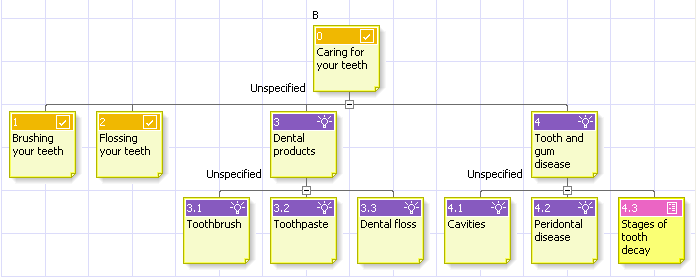 B
0
Caring for
your teeth
Unspecified
1
Brushing
your teeth
2
Flossing
your teeth
3
Dental
products
4
Tooth and
gum
disease
Unspecified
Unspecified
3.1
Toothbrush
3.2
Toothpaste
3.3
Dental floss
4.1
Cavities
4.2
Peridontal
disease
4.3
Stages of
tooth
decay